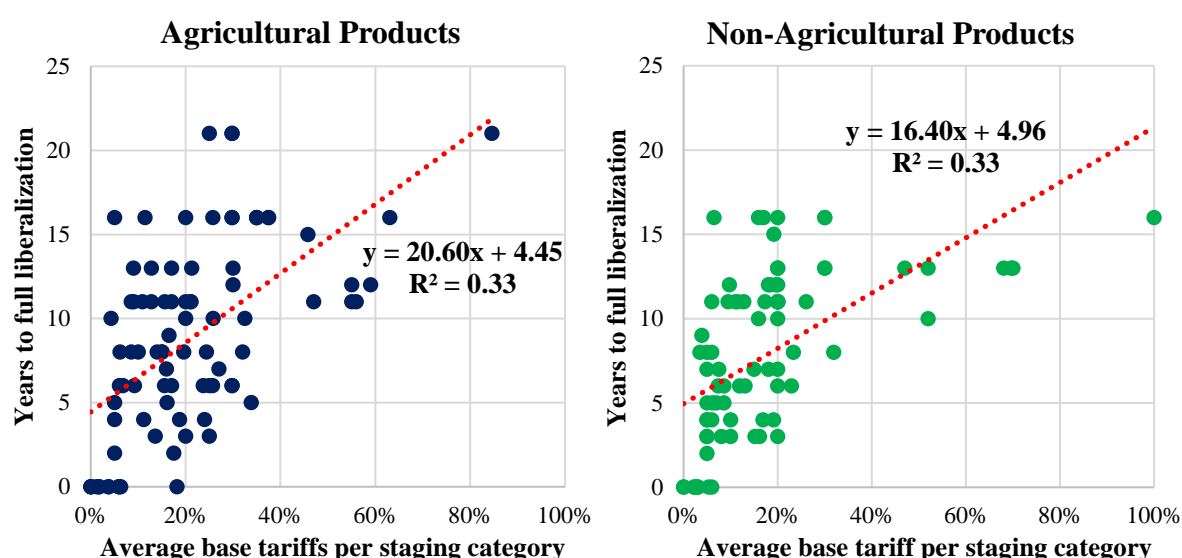 Agricultural Products
25
20
15
10
5
0
Years to full liberalization
y = 20.60x + 4.45
R² = 0.33
0% 20% 40% 60% 80% 100%
Average base tariffs per staging category
Non-Agricultural Products
25
20
15
10
5
0
Years to full liberalization
y = 16.40x + 4.96
R² = 0.33
0% 20% 40% 60% 80% 100%
Average base tariff per staging category